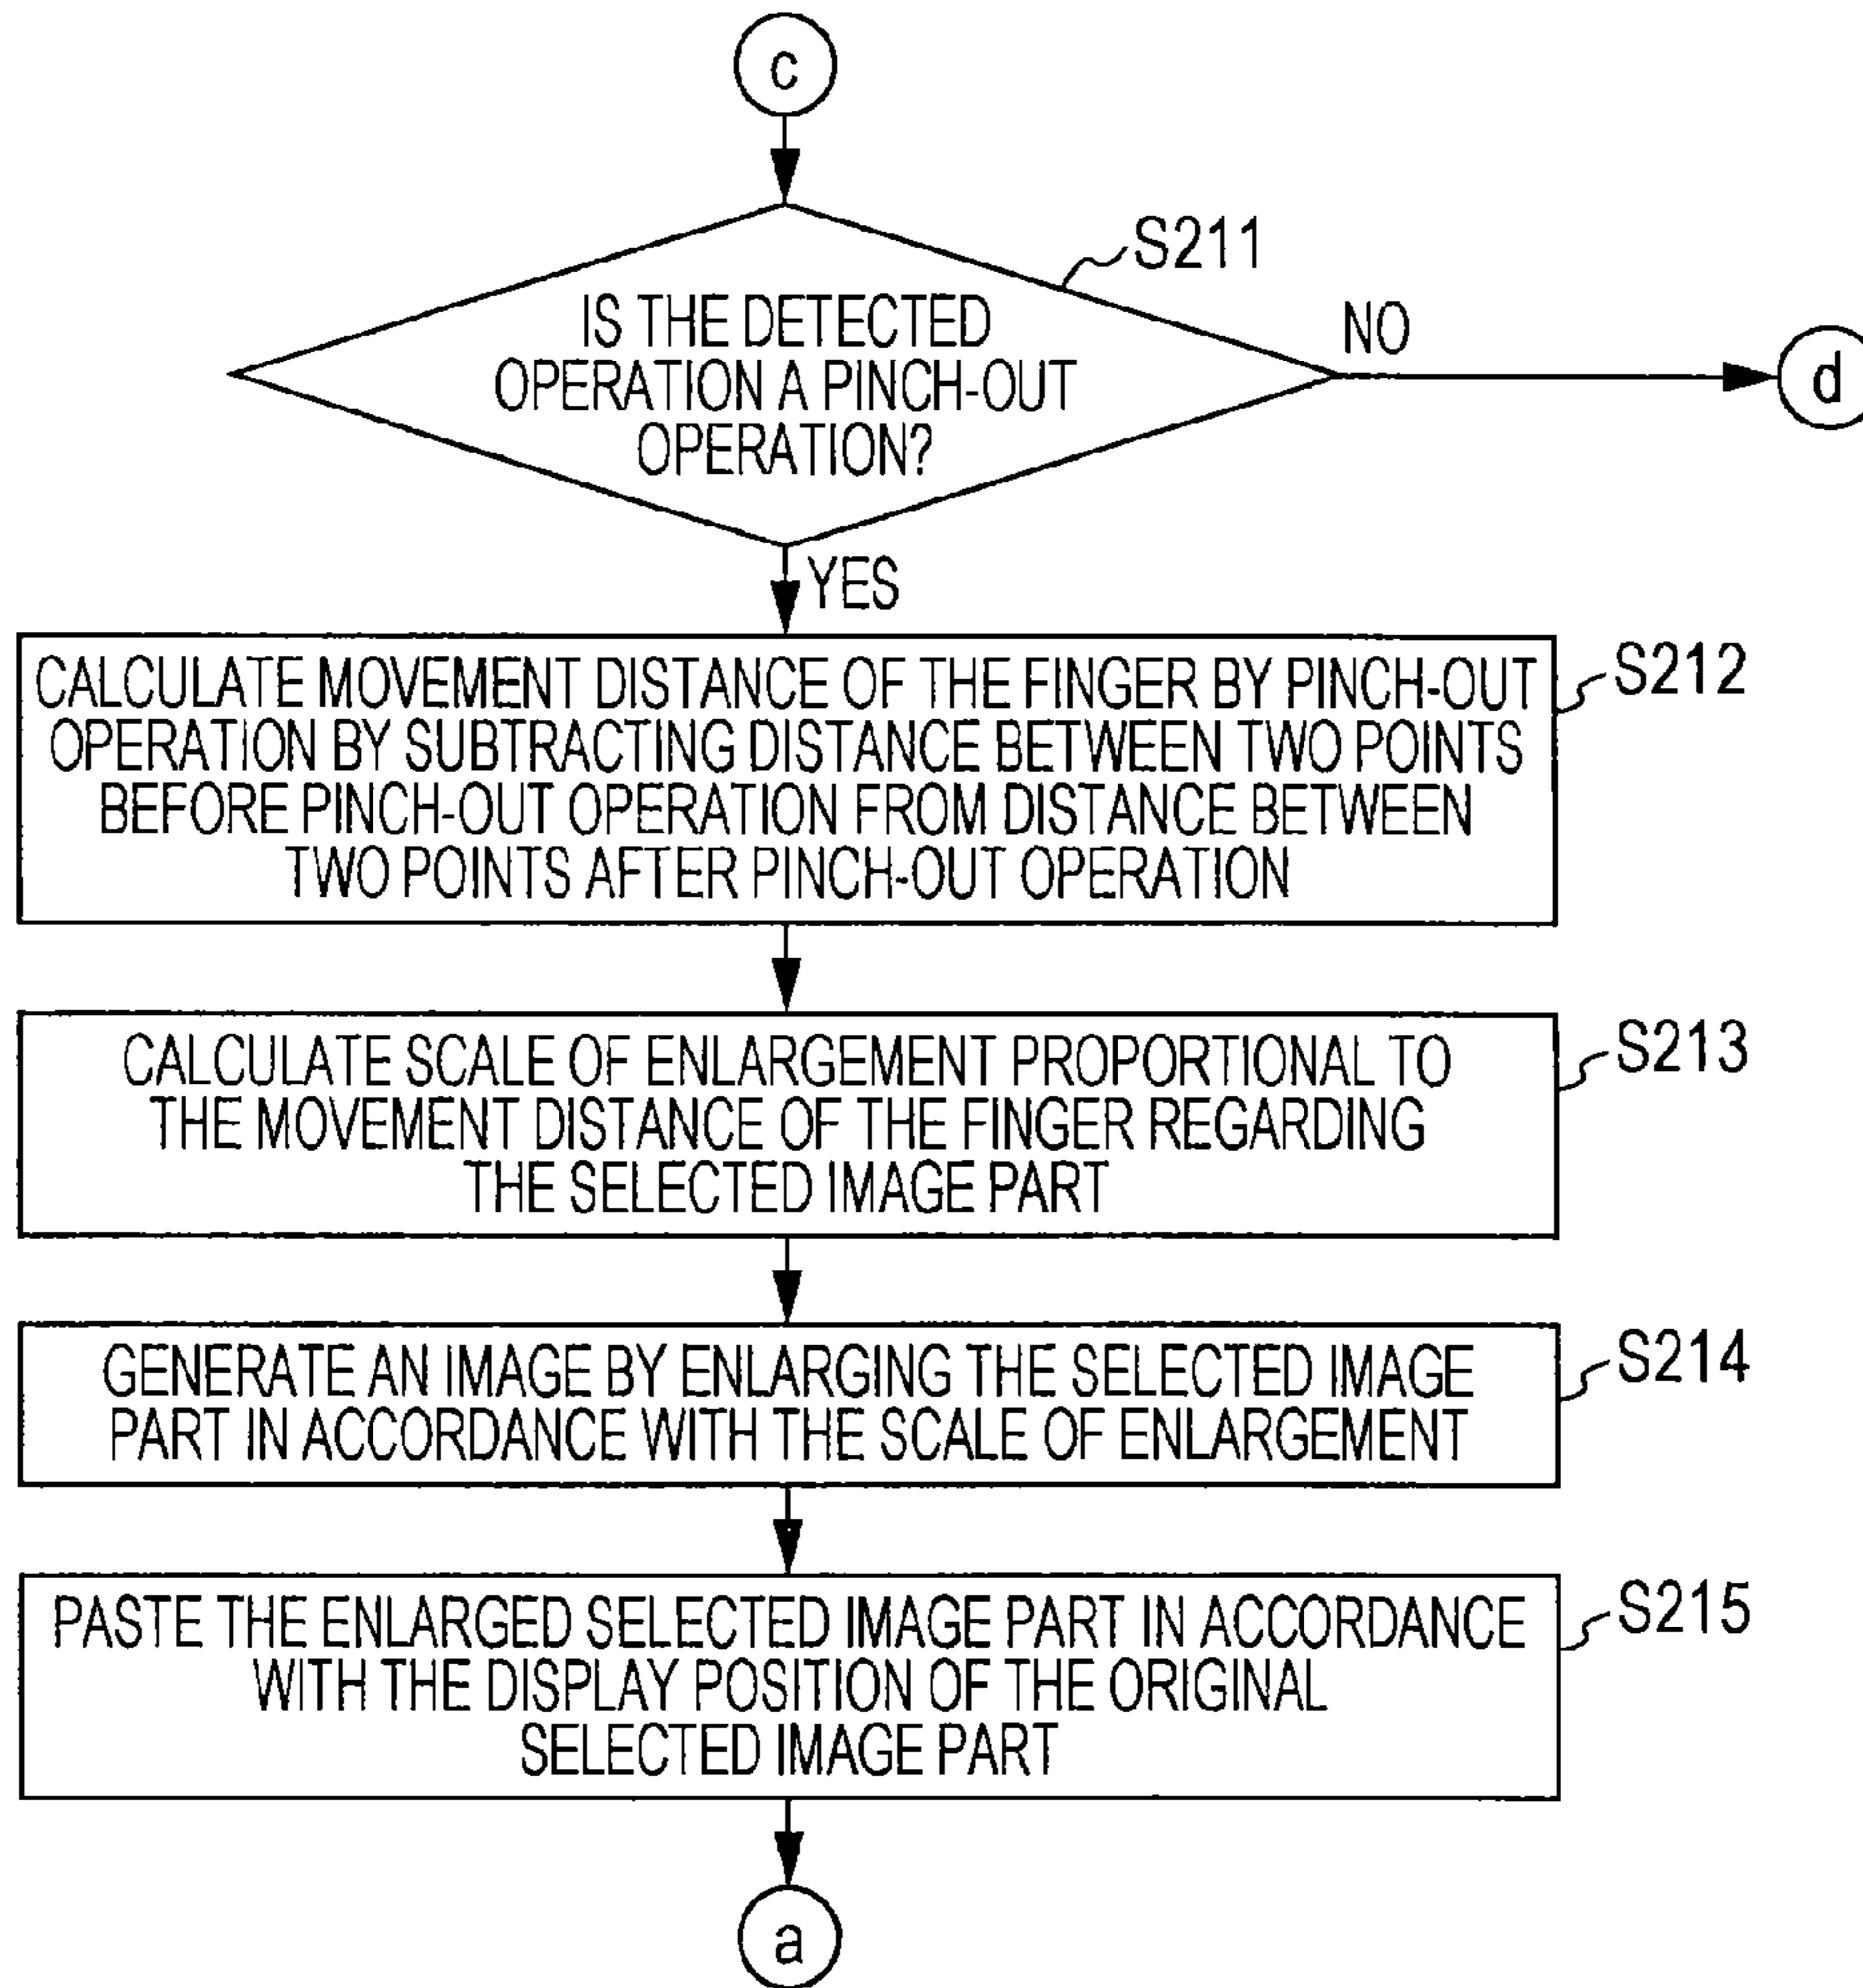 c
S211
IS THE DETECTED
OPERATION A PINCH-OUT
OPERATION?
NO
d
YES
S212
CALCULATE MOVEMENT DISTANCE OF THE FINGER BY PINCH-OUT
OPERATION BY SUBTRACTING DISTANCE BETWEEN TWO POINTS
BEFORE PINCH-OUT OPERATION FROM DISTANCE BETWEEN
TWO POINTS AFTER PINCH-OUT OPERATION
S213
CALCULATE SCALE OF ENLARGEMENT PROPORTIONAL TO
THE MOVEMENT DISTANCE OF THE FINGER REGARDING
THE SELECTED IMAGE PART
S214
GENERATE AN IMAGE BY ENLARGING THE SELECTED IMAGE
PART IN ACCORDANCE WITH THE SCALE OF ENLARGEMENT
S215
PASTE THE ENLARGED SELECTED IMAGE PART IN ACCORDANCE
WITH THE DISPLAY POSITION OF THE ORIGINAL
SELECTED IMAGE PART
a